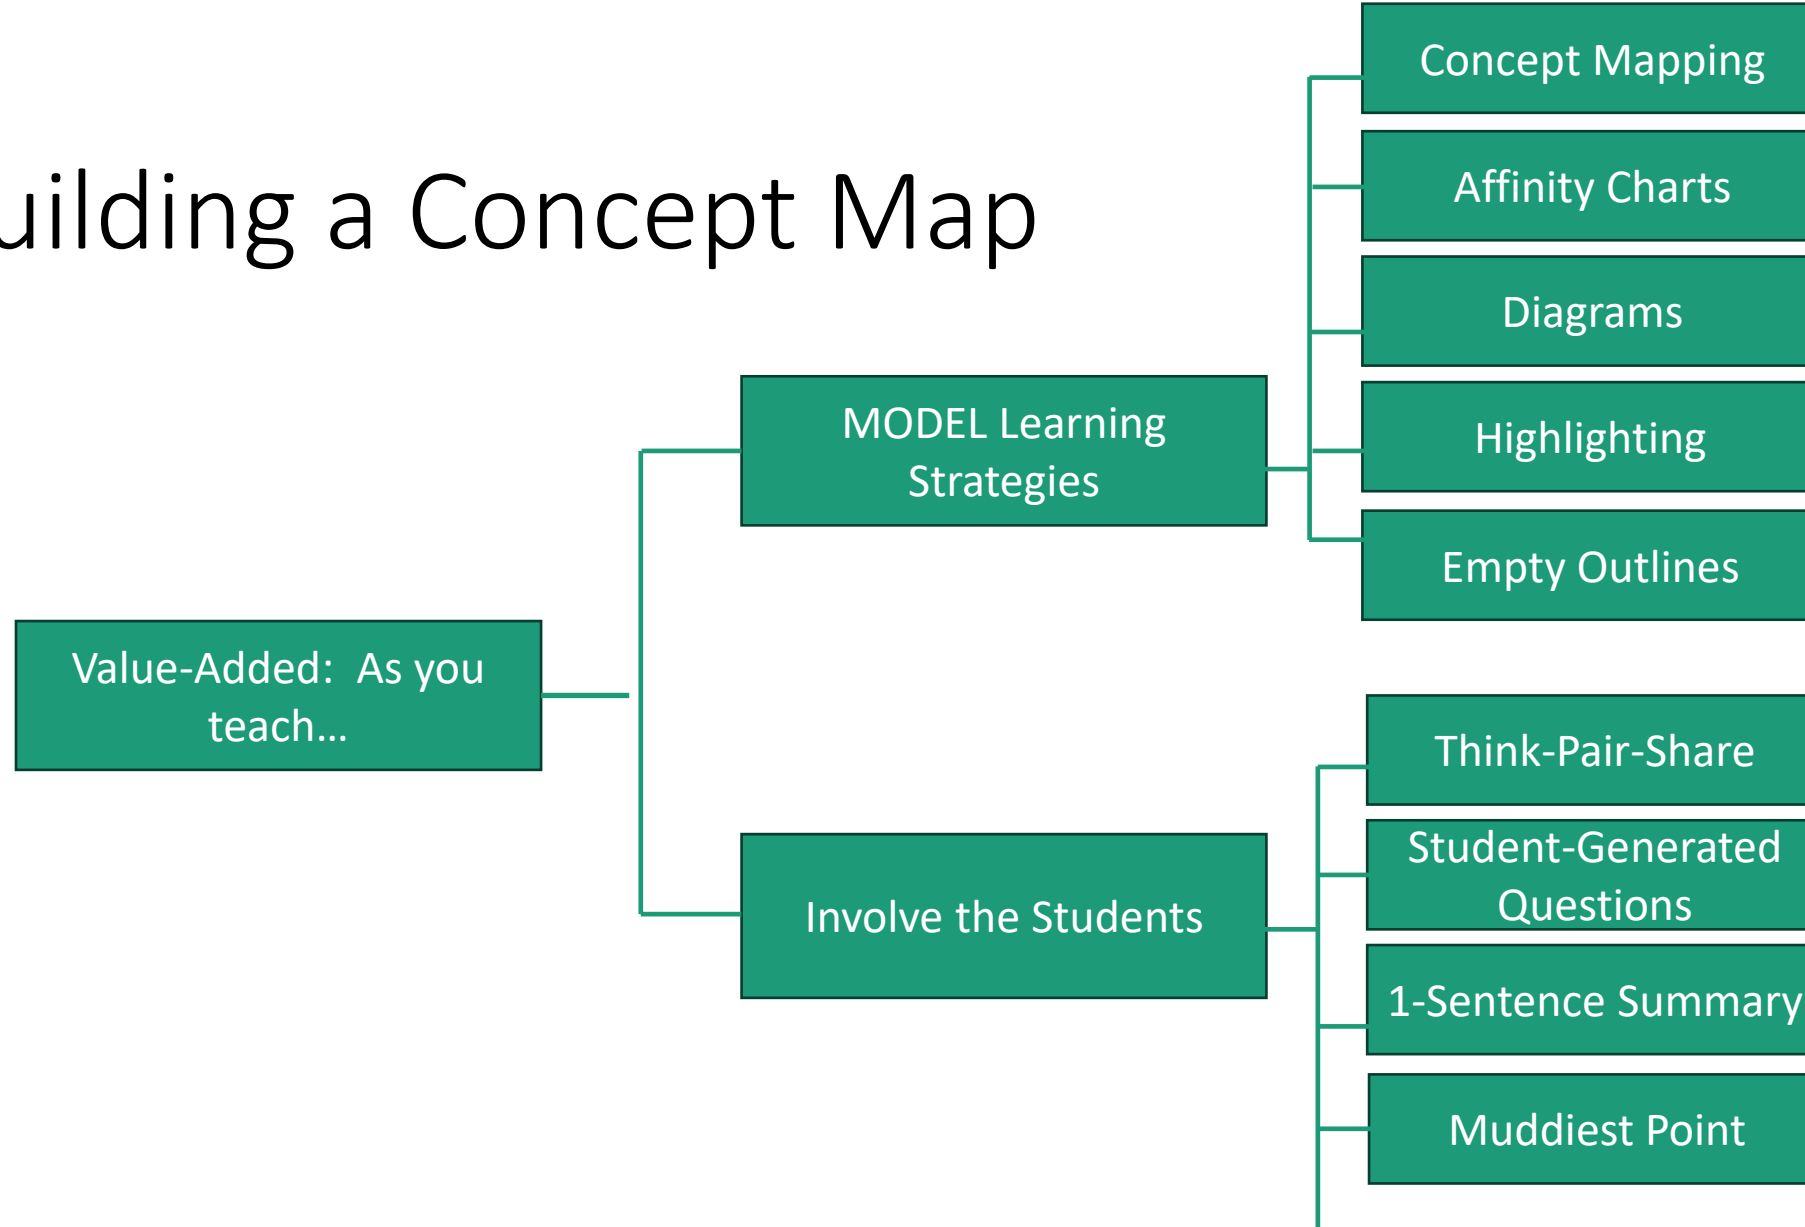 uilding a Concept Map
Concept Mapping
Affinity Charts
Diagrams
Highlighting
Empty Outlines
MODEL Learning
Strategies
Value-Added:  As you
teach…
Involve the Students
Think-Pair-Share
Student-Generated
Questions
1-Sentence Summary
Muddiest Point